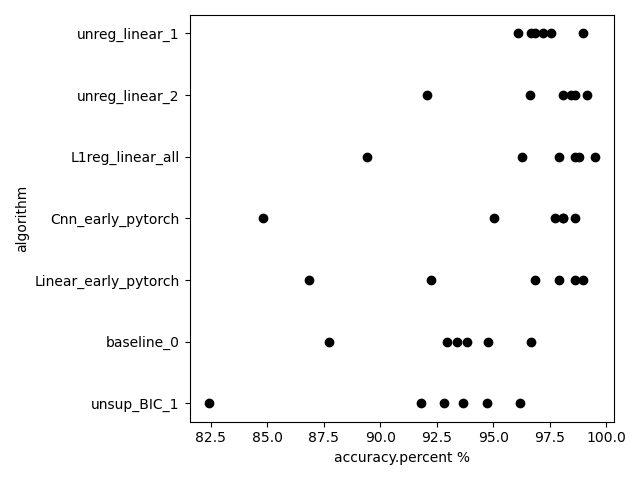 unreg_linear_1
unreg_linear_2
L1reg_linear_all
Cnn_early_pytorch
Linear_early_pytorch
baseline_0
unsup_BIC_1
algorithm
82.5 85.0 87.5 90.0 92.5 95.0 97.5 100.0
accuracy.percent %